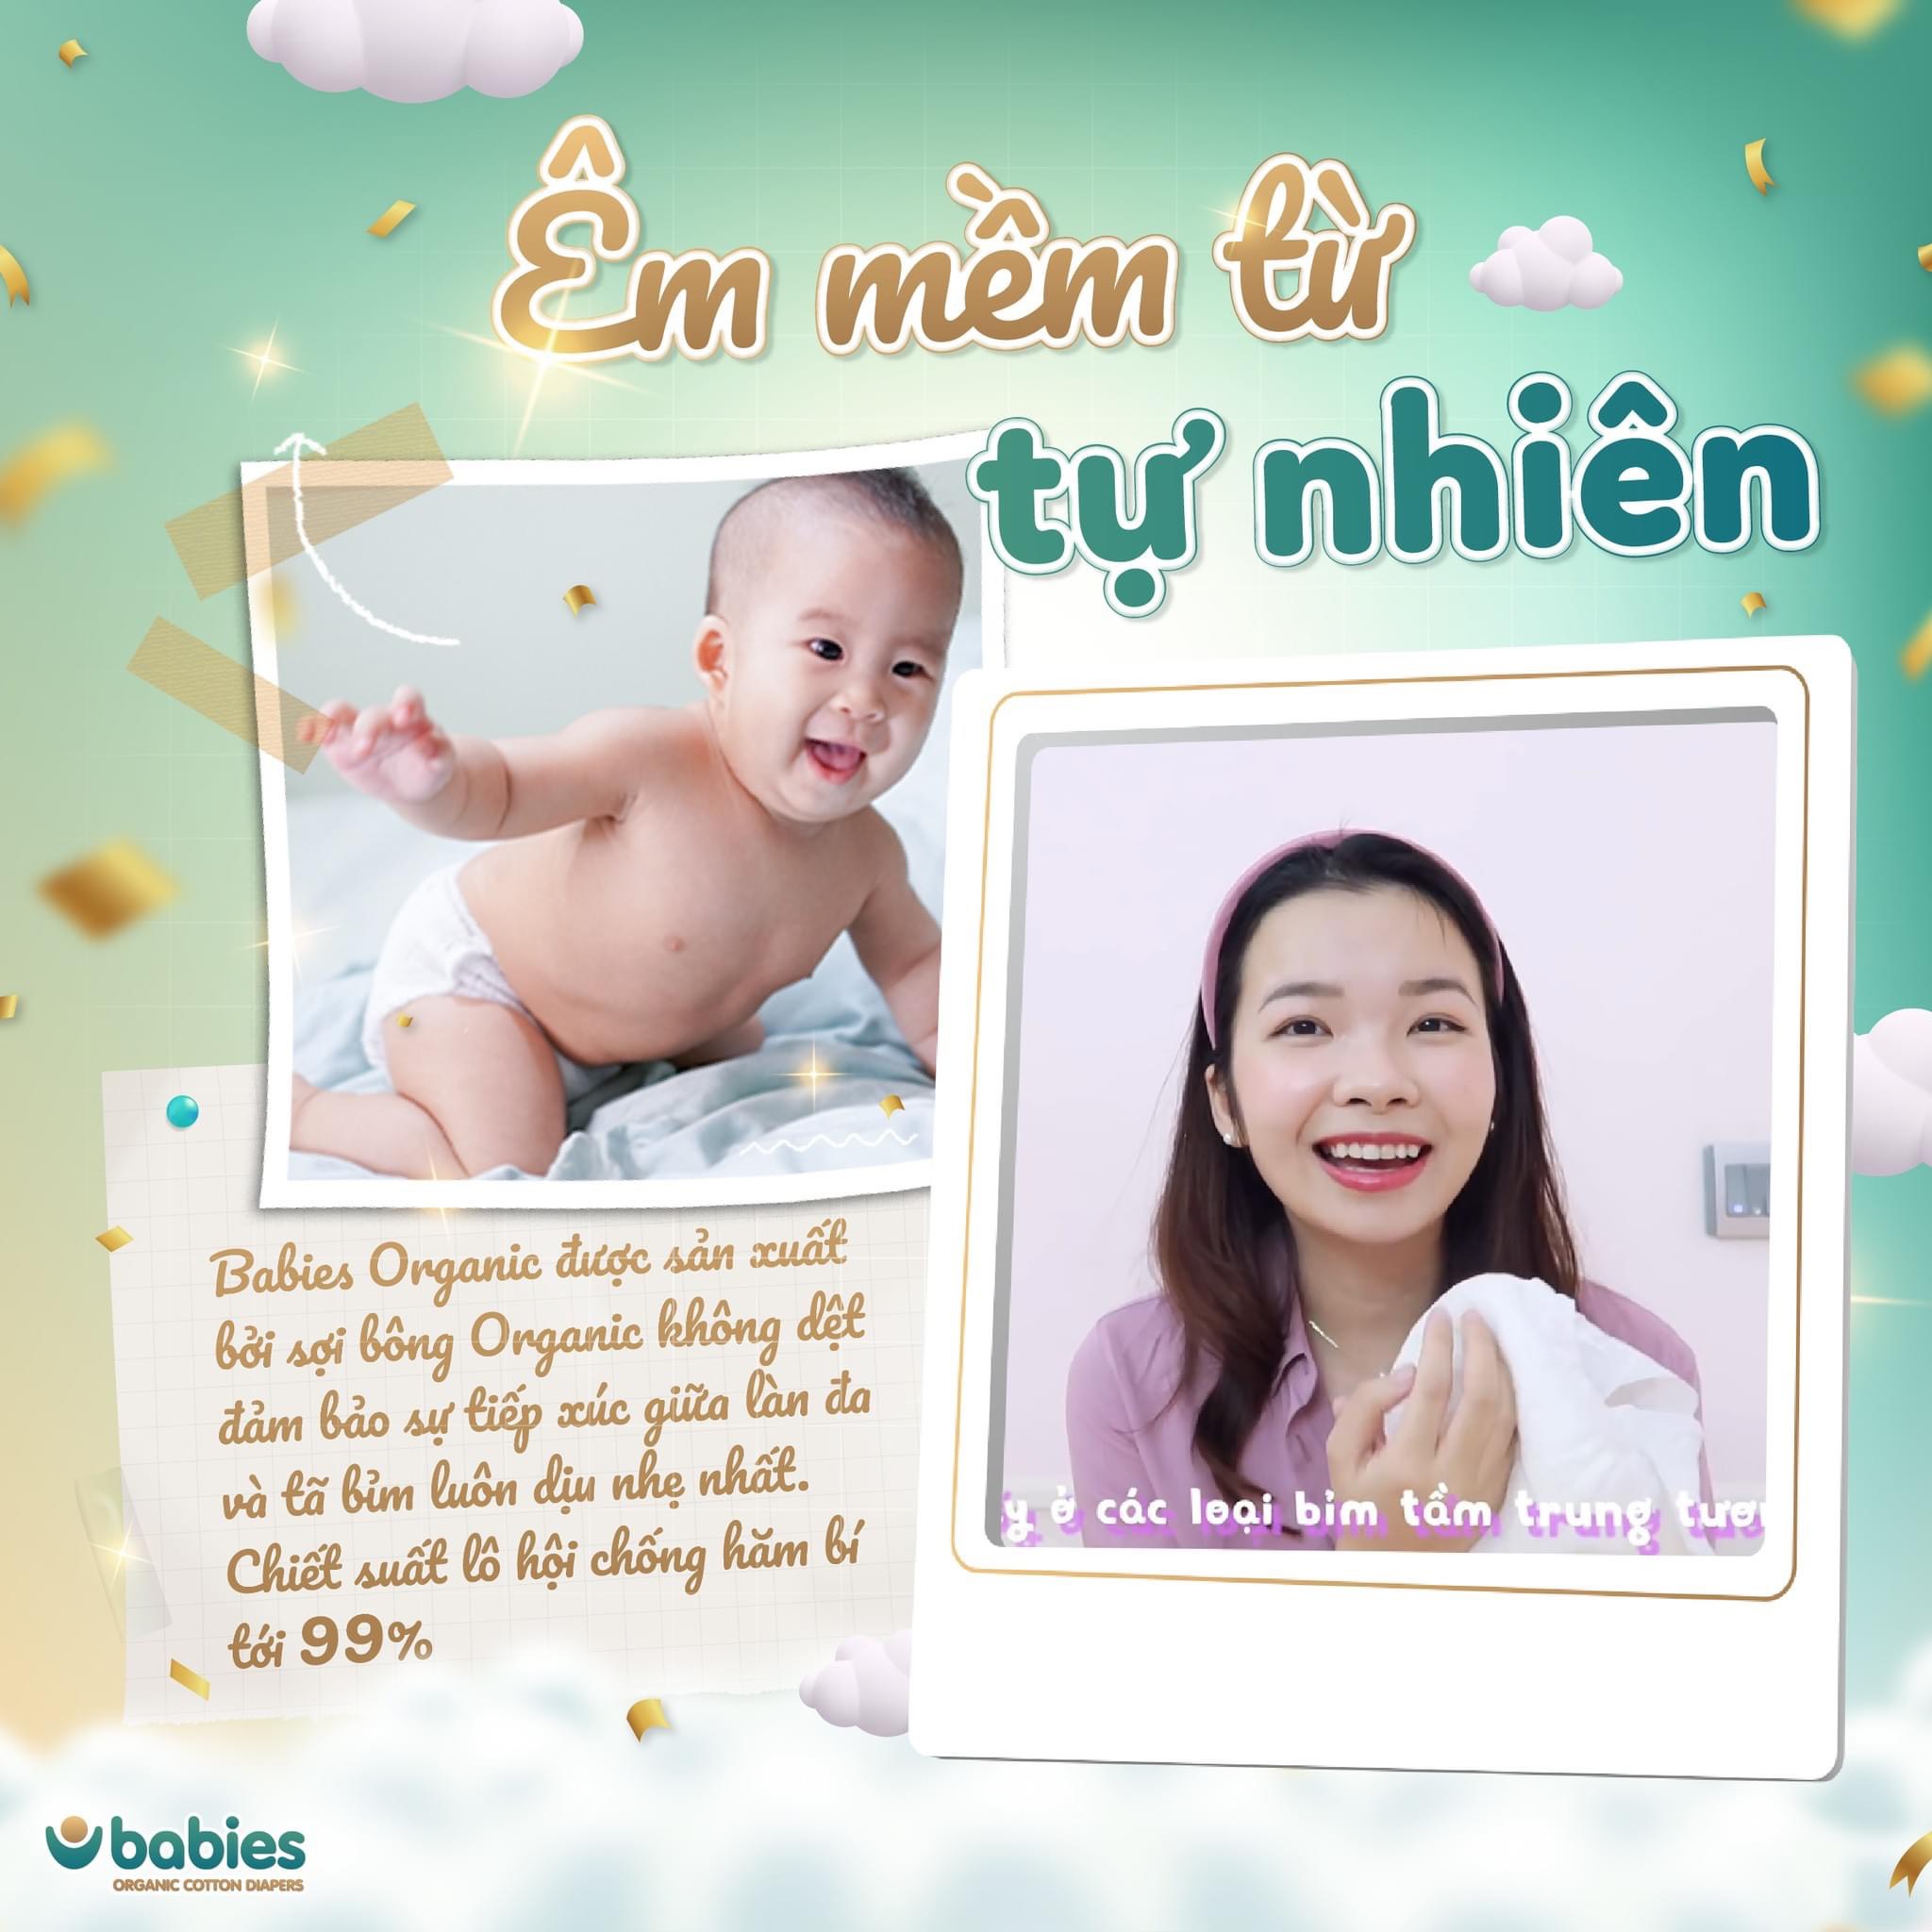 Êm mềm từ
tự nhiên
Babies Organic được sản xuất
bởi sợi bông Organic không dệt
đảm bảo sự tiếp xúc giữa làn đa
và tã bỉm luôn dịu nhẹ nhất.
Chiết suất lô hội chống hăm bí
tới 99%
y ở các loại bỉm tầm trung
babies
ORGANIC COTTON DIAPERS